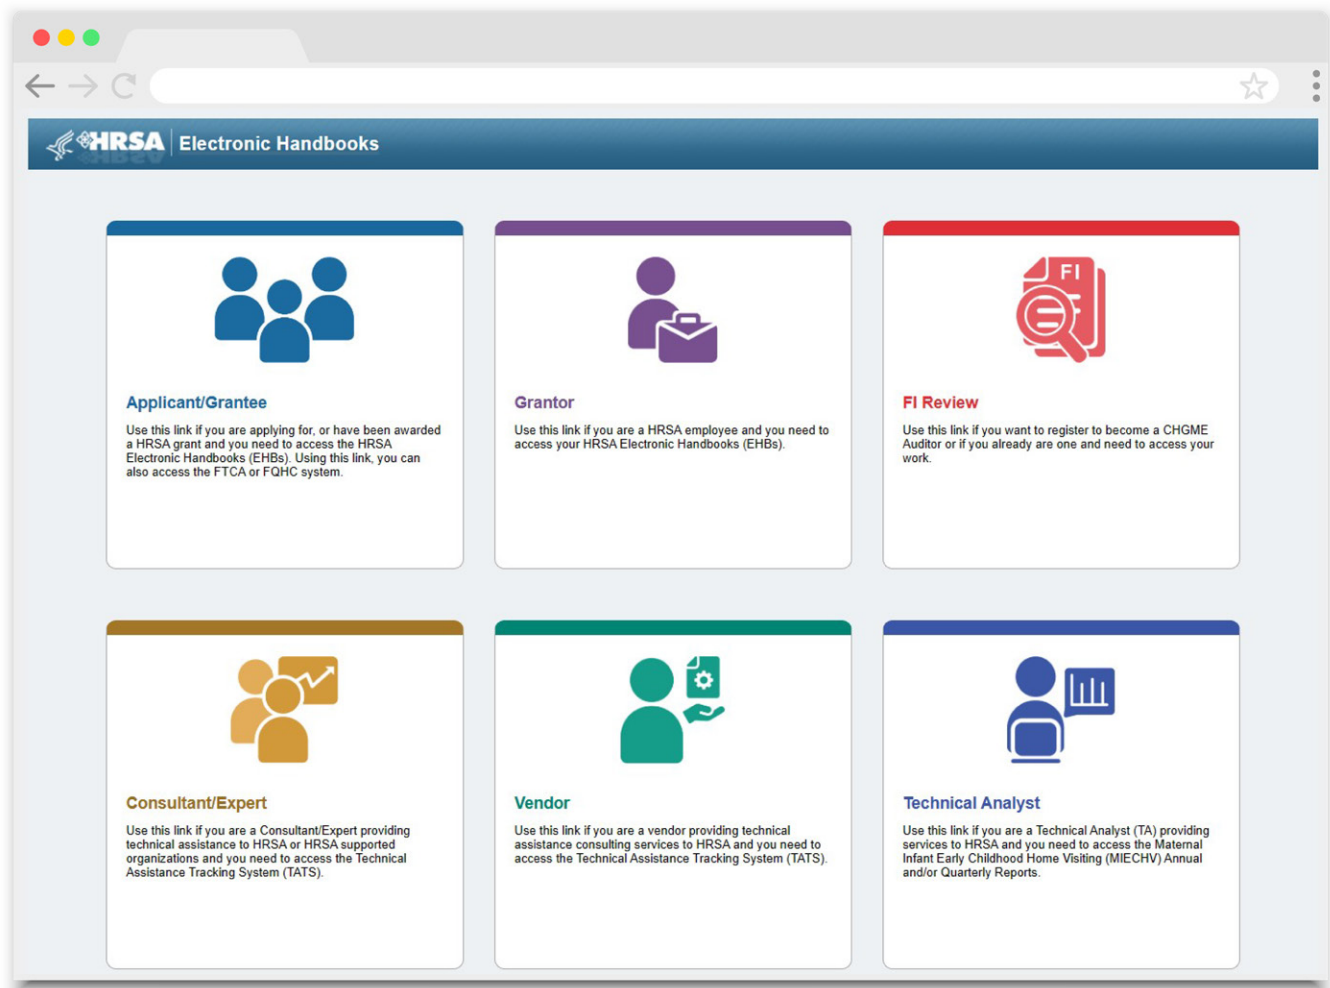 HRSA Electronic Handbooks
FI
Applicant/Grantee
Use this link if you are applying for, or have been awarded
a HRSA grant and you need to access the HRSA
Electronic Handbooks (EHBs). Using this link, you can
also access the FTCA or FQHC system.
Grantor
Use this link if you are a HRSA employee and you need to
access your HRSA Electronic Handbooks (EHBs).
FI Review
Use this link if you want to register to become a CHGME
Auditor or if you already are one and need to access your
work.
Consultant/Expert
Use this link if you are a Consultant/Expert providing
technical assistance to HRSA or HRSA supported
organizations and you need to access the Technical
Assistance Tracking System (TATS).
Vendor
Use this link if you are a vendor providing technical
assistance consulting services to HRSA and you need to
access the Technical Assistance Tracking System (TATS).
Technical Analyst
Use this link if you are a Technical Analyst (TA) providing
services to HRSA and you need to access the Maternal
Infant Early Childhood Home Visiting (MIECHV) Annual
and/or Quarterly Reports.